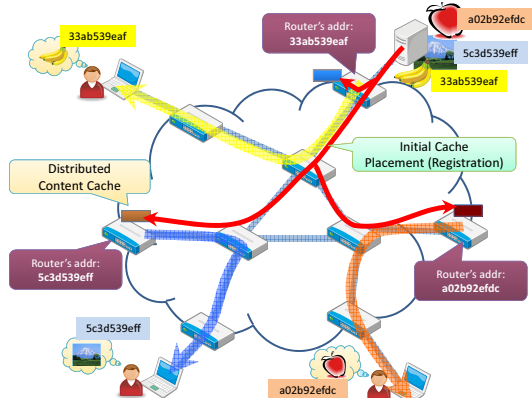 a02b92efdc
Router's addr:
33ab539eaf
33ab539eaf
5c3d539eff
33ab539eaf
Initial Cache
Placement (Registration)
Distributed
Content Cache
Router's addr:
5c3d539eff
Router's addr:
a02b92efdc
5c3d539eff
a02b92efdc